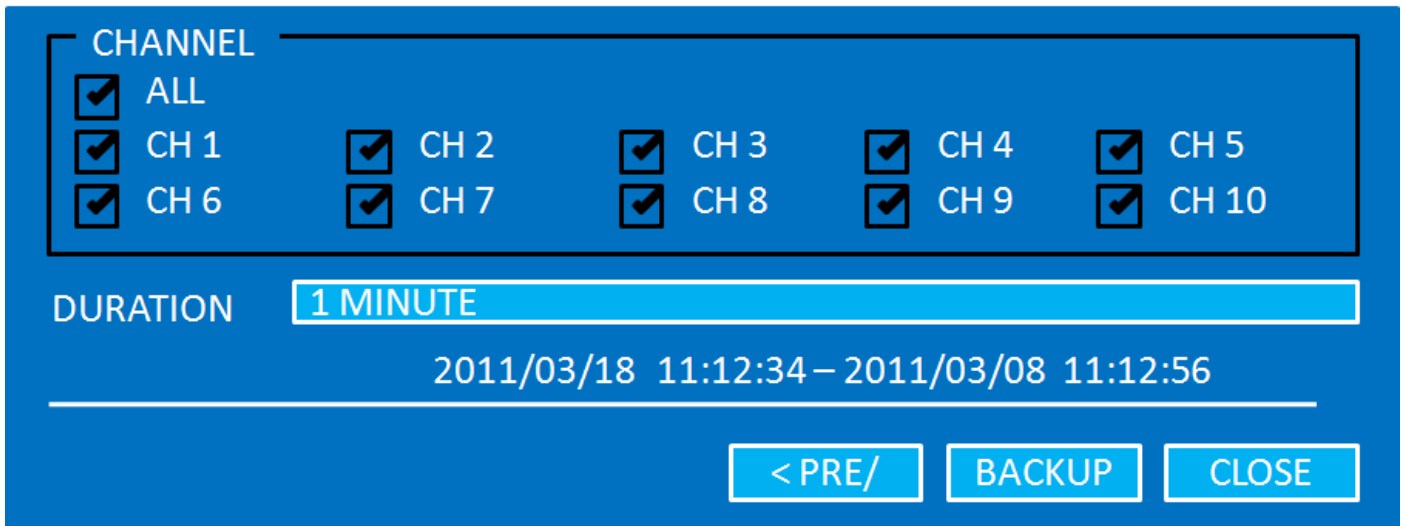 CHANNEL
ALL
CH 1 CH 2 CH 3 CH 4 CH 5
CH 6 CH 7 CH 8 CH 9 CH 10
DURATION 1 MINUTE
2011/03/18 11:12:34 – 2011/03/08 11:12:56
< PRE/ BACKUP CLOSE